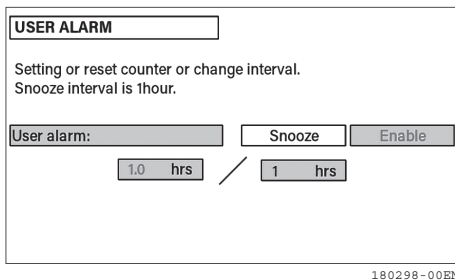 USER ALARM
Setting or reset counter or change interval.
Snooze interval is 1hour.
User alarm: Snooze Enable
1.0 hrs / 1 hrs
180298-00EN